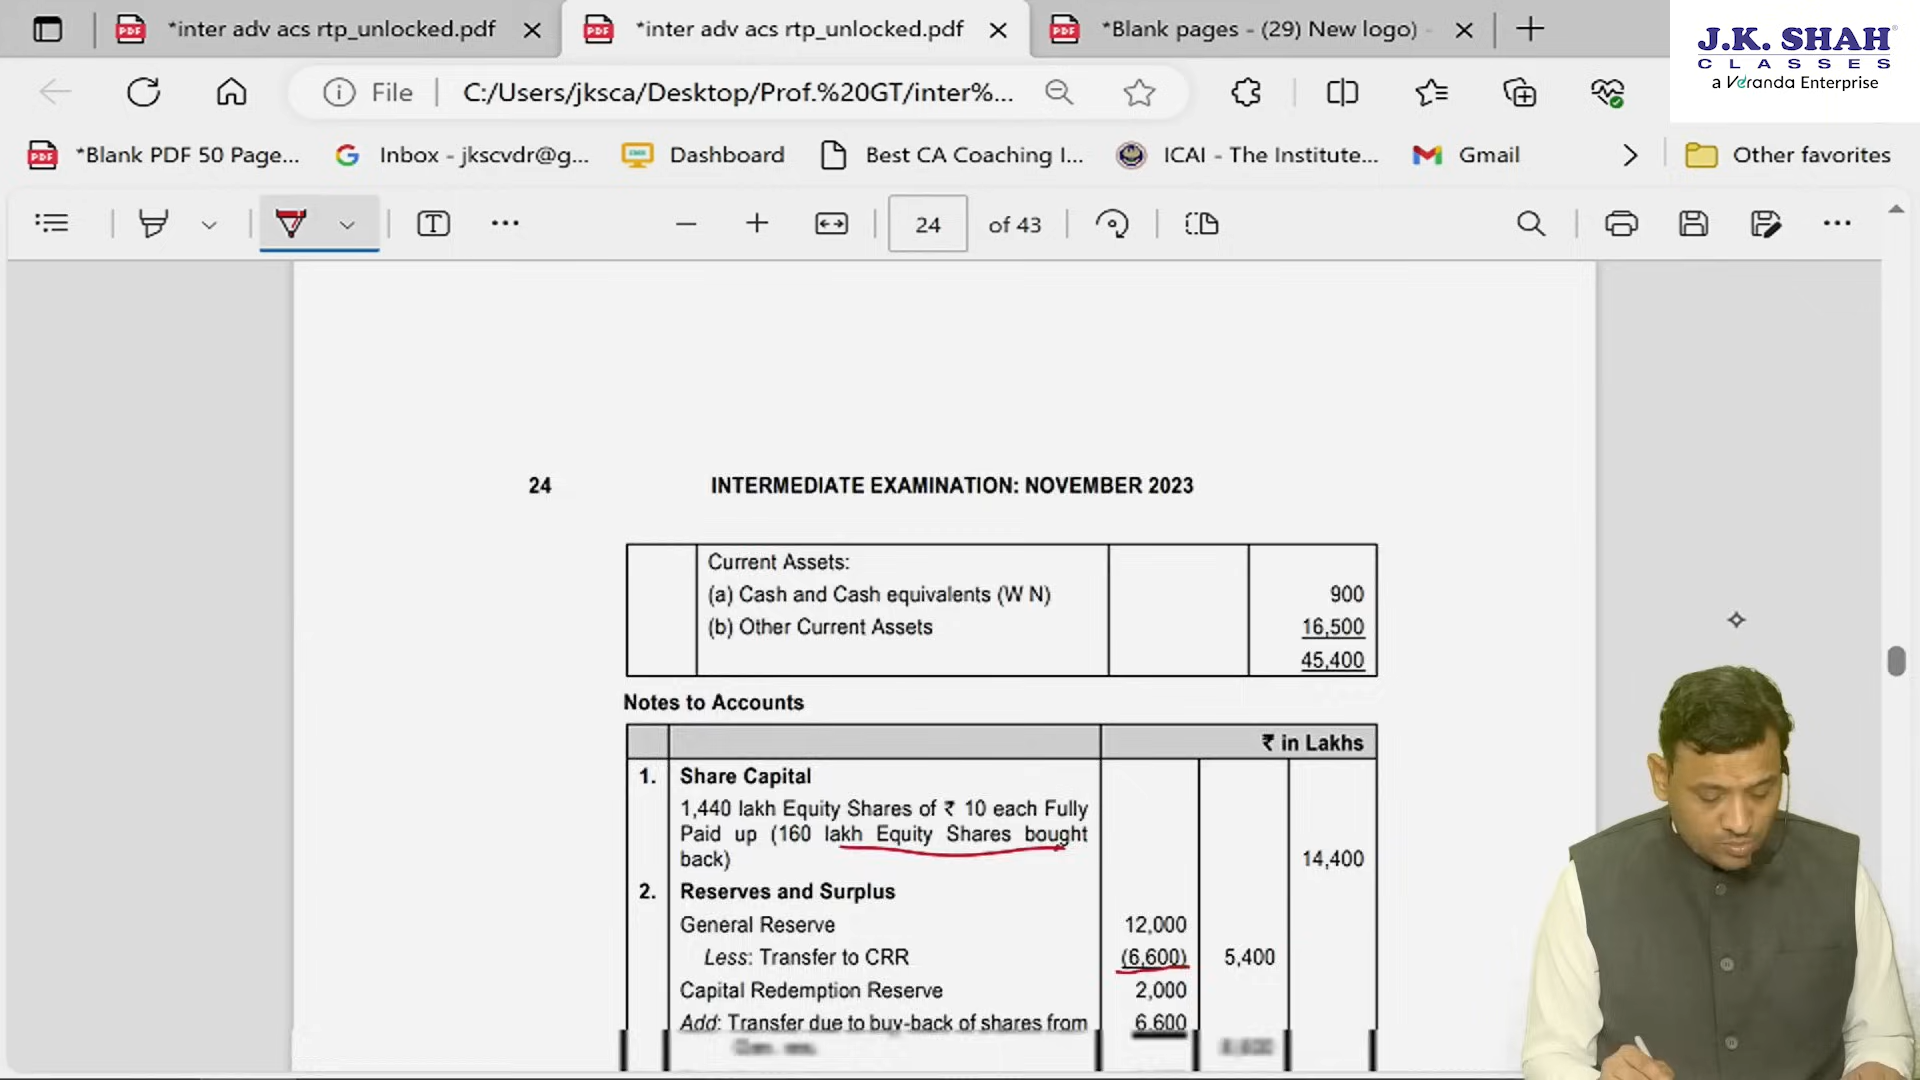 *inter adv acs rtp_unlocked.pdf
*inter adv acs rtp_unlocked.pdf
*Blank pages - (29) New logo) -
J.K. SHAH®
CLASSES
a Veranda Enterprise
File
C:/Users/jksca/Desktop/Prof.%20GT/inter%...
*Blank PDF 50 Page...
Inbox - jkscvdr@g...
Dashboard
Best CA Coaching I...
ICAI - The Institute...
Gmail
Other favorites
24 of 43
24 INTERMEDIATE EXAMINATION: NOVEMBER 2023
Current Assets:
(a) Cash and Cash equivalents (W N) 900
(b) Other Current Assets 16,500
45,400
Notes to Accounts
₹ in Lakhs
1. Share Capital
1,440 lakh Equity Shares of ₹ 10 each Fully
Paid up (160 lakh Equity Shares bought
back) 14,400
2. Reserves and Surplus
General Reserve 12,000
Less: Transfer to CRR (6,600) 5,400
Capital Redemption Reserve 2,000
Add: Transfer due to buy-back of shares from 6,600